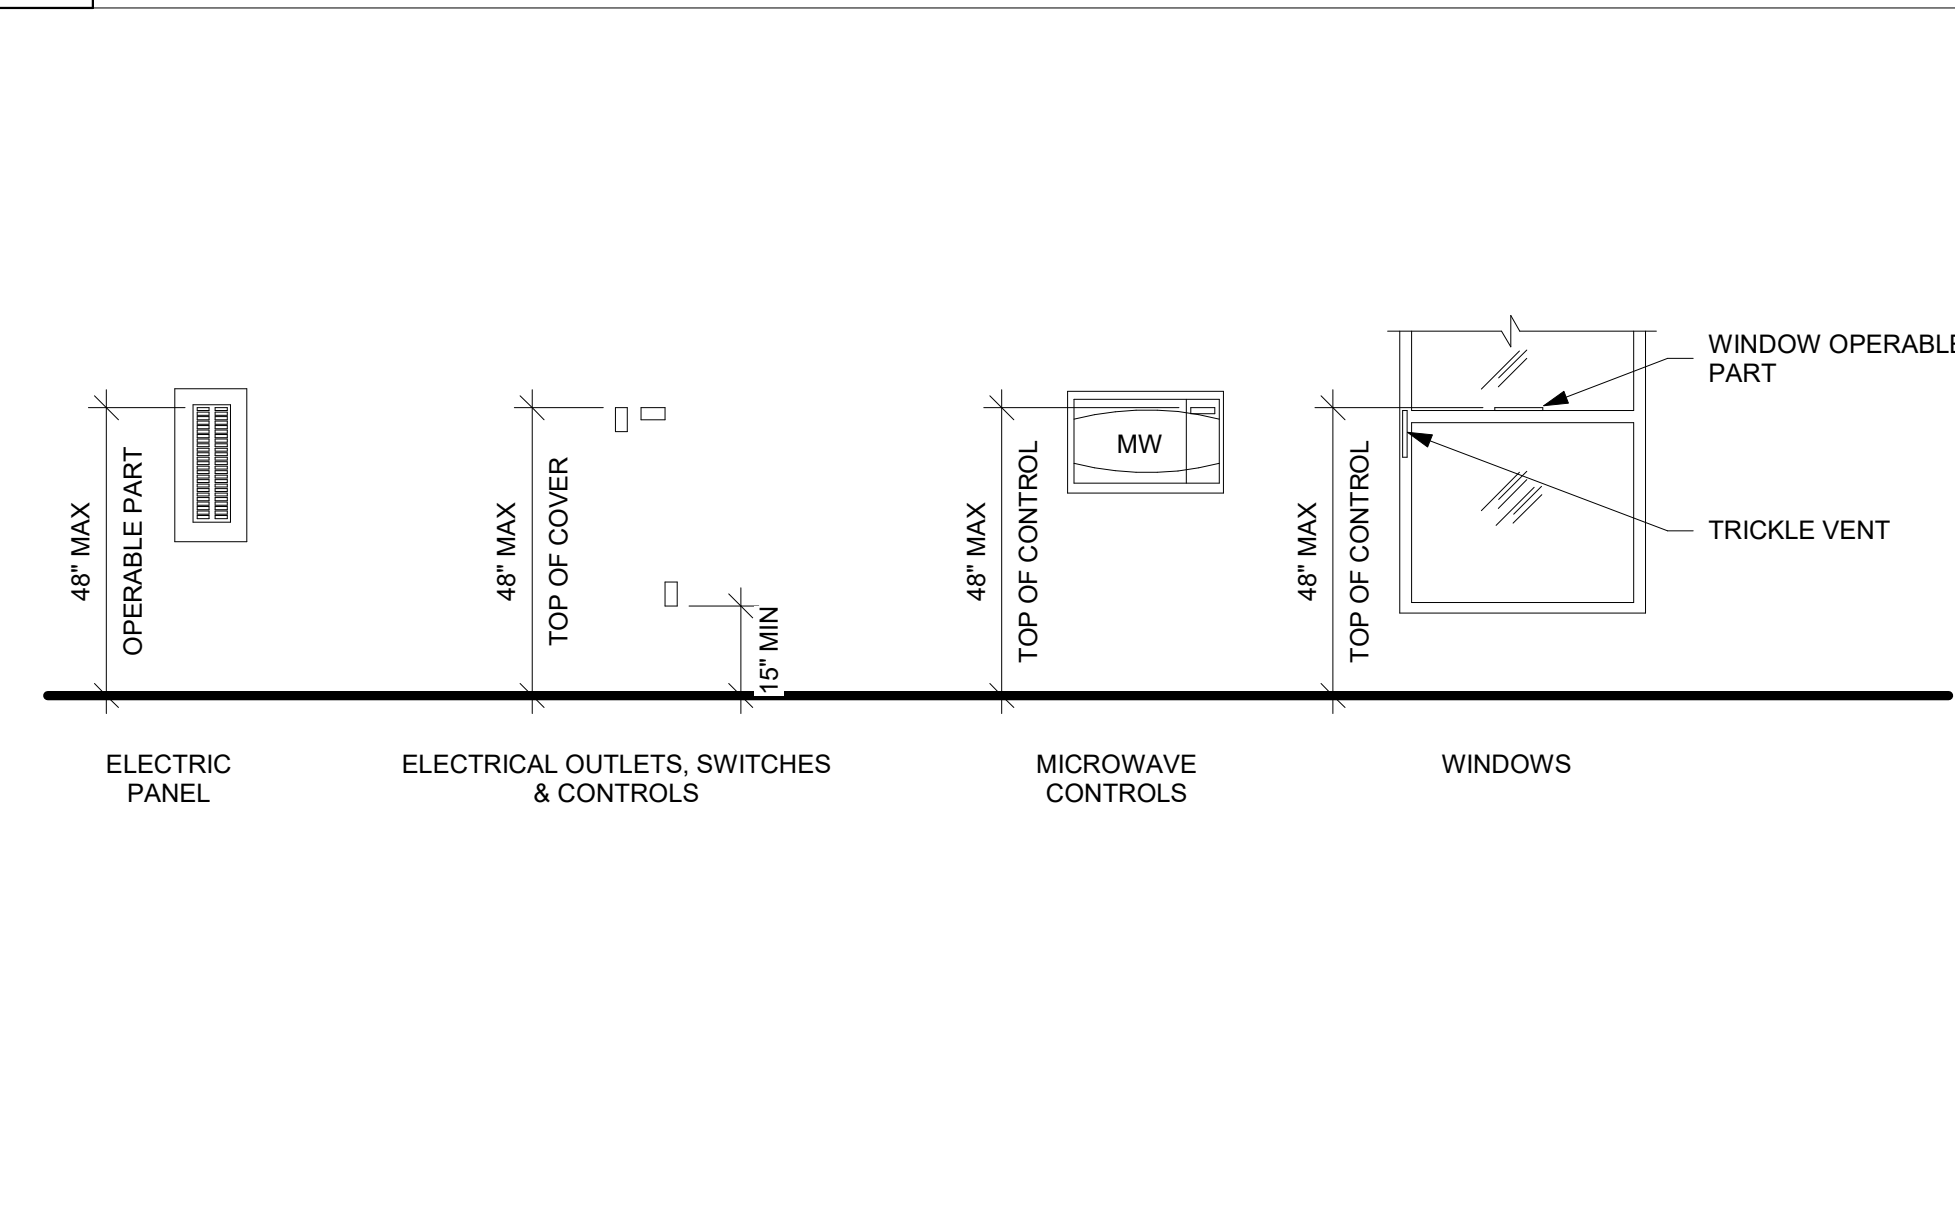 48" MAX
OPERABLE PART
ELECTRIC
PANEL
48" MAX
TOP OF COVER
15" MIN
ELECTRICAL OUTLETS, SWITCHES
& CONTROLS
48" MAX
TOP OF CONTROL
MW
MICROWAVE
CONTROLS
48" MAX
TOP OF CONTROL
WINDOW OPERABLE
PART
TRICKLE VENT
WINDOWS